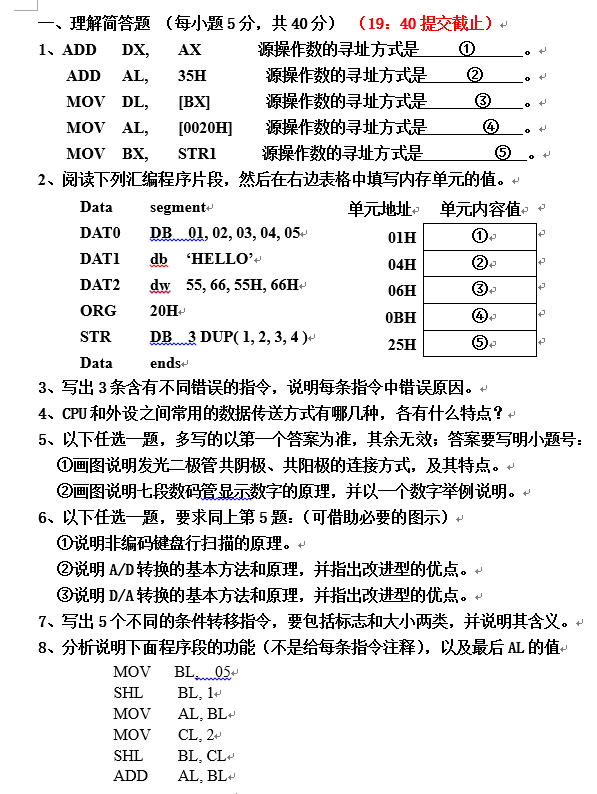 一、理解简答题 （每小题 5 分，共 40 分） （19：40 提交截止）
1、ADD DX, AX 源操作数的寻址方式是 ① 。
ADD AL, 35H 源操作数的寻址方式是 ② 。
MOV DL, [BX] 源操作数的寻址方式是 ③ 。
MOV AL, [0020H] 源操作数的寻址方式是 ④ 。
MOV BX, STR1 源操作数的寻址方式是 ⑤ 。
2、阅读下列汇编程序片段，然后在右边表格中填写内存单元的值。
Data segment 单元地址 单元内容值
DAT0 DB 01, 02, 03, 04, 05 01H ①
DAT1 db ‘HELLO’ 04H ②
DAT2 dw 55, 66, 55H, 66H 06H ③
ORG 20H 0BH ④
STR DB 3 DUP( 1, 2, 3, 4 ) 25H ⑤
Data ends
3、写出 3 条含有不同错误的指令，说明每条指令中错误原因。
4、CPU 和外设之间常用的数据传送方式有哪几种，各有什么特点？
5、以下任选一题，多写的以第一个答案为准，其余无效；答案要写明小题号：
①画图说明发光二极管共阴极、共阳极的连接方式，及其特点。
②画图说明七段数码管显示数字的原理，并以一个数字举例说明。
6、以下任选一题，要求同上第 5 题：（可借助必要的图示）
①说明非编码键盘行扫描的原理。
②说明 A/D 转换的基本方法和原理，并指出改进型的优点。
③说明 D/A 转换的基本方法和原理，并指出改进型的优点。
7、写出 5 个不同的条件转移指令，要包括标志和大小两类，并说明其含义。
8、分析说明下面程序段的功能（不是给每条指令注释），以及最后 AL 的值
MOV BL, 05
SHL BL, 1
MOV AL, BL
MOV CL, 2
SHL BL, CL
ADD AL, BL